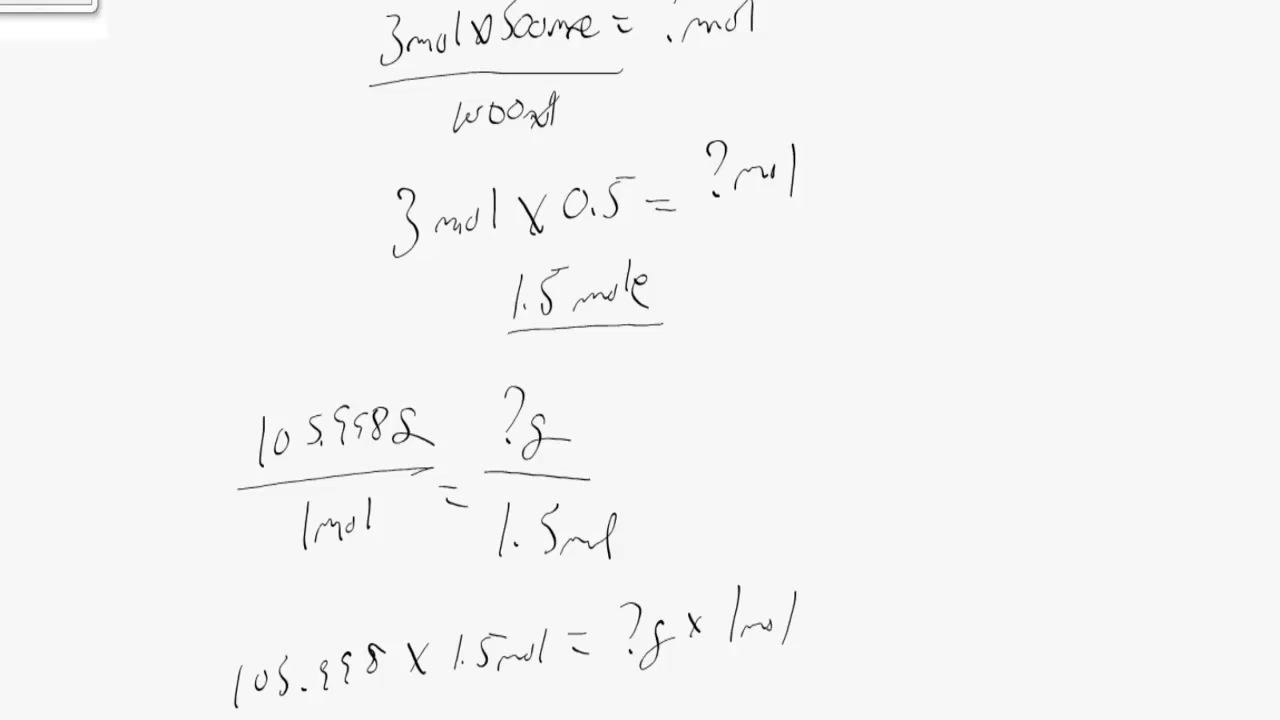 3mol x 500ml = ?mol
1000ml
3mol x 0.5 = ?mol
1.5 mole
105.998g = ?g
1mol 1.5mol
105.998 x 1.5mol = ?g x 1mol